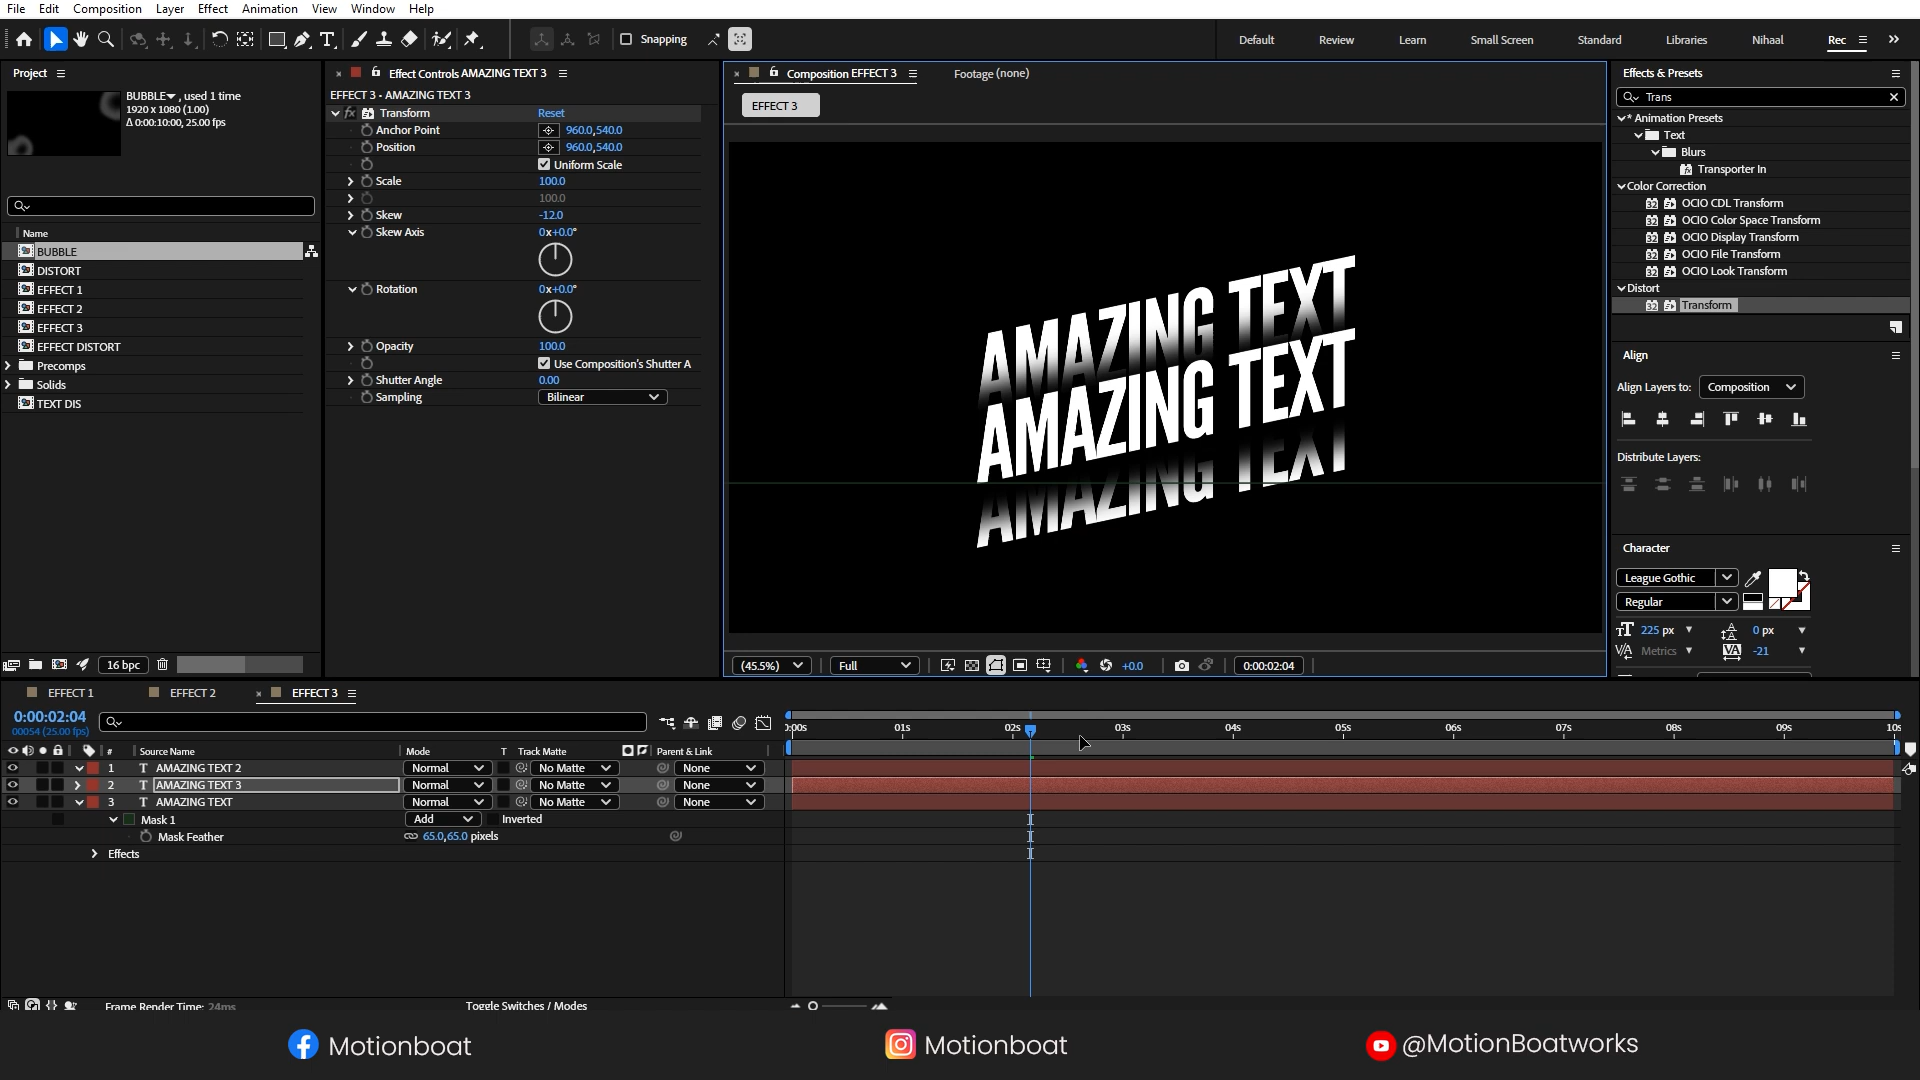 File Edit Composition Layer Effect Animation View Window Help
Snapping
Default Review Learn Small Screen Standard Libraries Nihaal Rec
Project
BUBBLE , used 1 time
1920 x 1080 (1.00)
Δ 0:00:10:00, 25.00 fps
Name
BUBBLE
DISTORT
EFFECT 1
EFFECT 2
EFFECT 3
EFFECT DISTORT
Precomps
Solids
TEXT DIS
16 bpc
Effect Controls AMAZING TEXT 3
EFFECT 3 • AMAZING TEXT 3
fx Transform Reset
Anchor Point 960.0,540.0
Position 960.0,540.0
Uniform Scale
Scale 100.0
100.0
Skew -12.0
Skew Axis 0x+0.0°
Rotation 0x+0.0°
Opacity 100.0
Use Composition's Shutter A
Shutter Angle 0.00
Sampling Bilinear
Composition EFFECT 3 Footage (none)
EFFECT 3
AMAZING TEXT
AMAZING TEXT
AMAZING TEXT
(45.5%) Full +0.0 0:00:02:04
Effects & Presets
Trans
* Animation Presets
Text
Blurs
Transporter In
Color Correction
32 OCIO CDL Transform
32 OCIO Color Space Transform
32 OCIO Display Transform
32 OCIO File Transform
32 OCIO Look Transform
Distort
32 Transform
Align
Align Layers to: Composition
Distribute Layers:
Character
League Gothic
Regular
225 px 0 px
Metrics -21
EFFECT 1 EFFECT 2 EFFECT 3
0:00:02:04
00054 (25.00 fps)
# Source Name Mode T Track Matte Parent & Link
1 T AMAZING TEXT 2 Normal No Matte None
2 T AMAZING TEXT 3 Normal No Matte None
3 T AMAZING TEXT Normal No Matte None
Mask 1 Add Inverted
Mask Feather 65.0,65.0 pixels
Effects
:00s 01s 02s 03s 04s 05s 06s 07s 08s 09s 10s
Frame Render Time: 24ms Toggle Switches / Modes
Motionboat Motionboat @MotionBoatworks